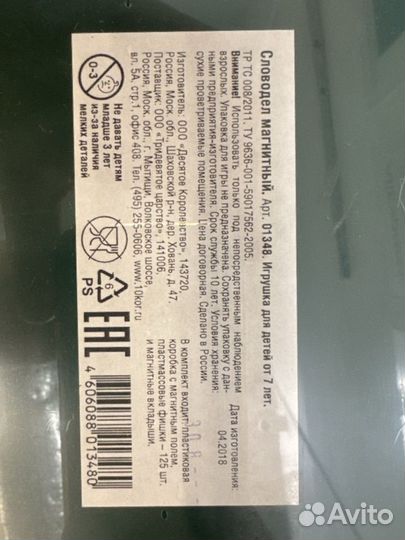 Словодел магнитный. Арт. 01348. Игрушка для детей от 7 лет.
ТР ТС 008/2011. ТУ 9636-001-59017562-2005.
Внимание! Использовать только под непосредственным наблюдением
взрослых. Упаковка для игры не предназначена. Сохранять упаковку с дан-
ными предприятия-изготовителя. Срок службы 10 лет. Условия хранения:
сухие проветриваемые помещения. Цена договорная. Сделано в России.
Дата изготовления:
04.2018
Изготовитель: ООО «Десятое Королевство», 143720,
Россия, Моск. обл., Шаховской р-н, дер. Ховань, д. 47.
Поставщик: ООО «Тридевятое царство», 141006,
Россия, Моск. обл., г. Мытищи, Волковское шоссе,
вл. 5А, стр.1, офис 408. Тел. (495) 255-0606. www.10kor.ru
В комплект входит: пластиковая
коробка с магнитным полем,
пластмассовые фишки – 125 шт.
и магнитные вкладыши.
0-3
Не давать детям
младше 3 лет
из-за наличия
мелких деталей
6
PS
ЕАС
4 606088 013480
Avito